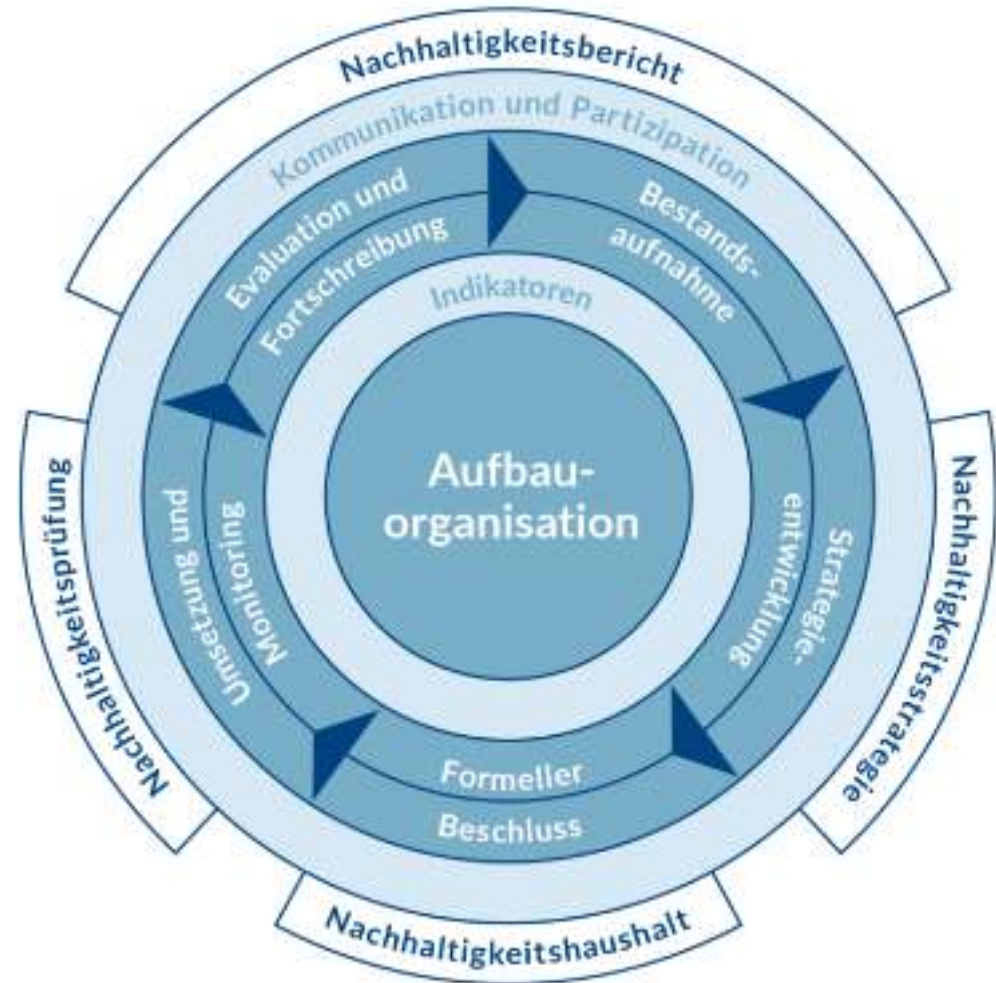 Nachhaltigkeitsbericht
Kommunikation und Partizipation
Evaluation und
Fortschreibung
Bestands-
aufnahme
Indikatoren
Aufbau-
organisation
Strategie-
entwicklung
Formeller
Beschluss
Umsetzung und
Monitoring
Nachhaltigkeitsprüfung
Nachhaltigkeitsstrategie
Nachhaltigkeitshaushalt